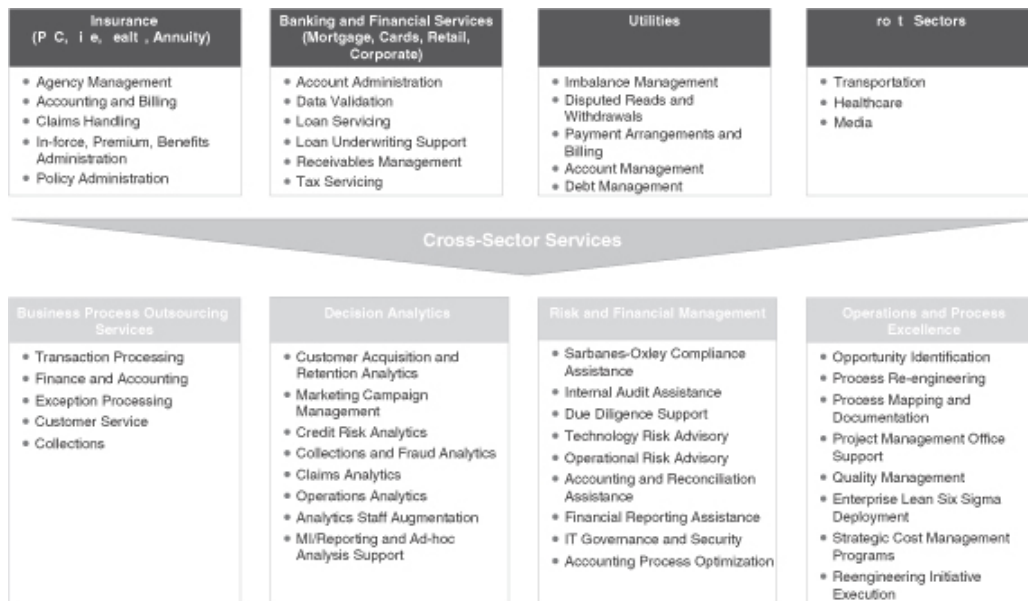 Insurance
(P C, i e, ealt , Annuity)
Agency Management
Accounting and Billing
Claims Handling
In-force, Premium, Benefits
Administration
Policy Administration
Banking and Financial Services
(Mortgage, Cards, Retail,
Corporate)
Account Administration
Data Validation
Loan Servicing
Loan Underwriting Support
Receivables Management
Tax Servicing
Utilities
Imbalance Management
Disputed Reads and
Withdrawals
Payment Arrangements and
Billing
Account Management
Debt Management
ro t Sectors
Transportation
Healthcare
Media
Cross-Sector Services
Business Process Outsourcing
Services
Transaction Processing
Finance and Accounting
Exception Processing
Customer Service
Collections
Decision Analytics
Customer Acquisition and
Retention Analytics
Marketing Campaign
Management
Credit Risk Analytics
Collections and Fraud Analytics
Claims Analytics
Operations Analytics
Analytics Staff Augmentation
MI/Reporting and Ad-hoc
Analysis Support
Risk and Financial Management
Sarbanes-Oxley Compliance
Assistance
Internal Audit Assistance
Due Diligence Support
Technology Risk Advisory
Operational Risk Advisory
Accounting and Reconciliation
Assistance
Financial Reporting Assistance
IT Governance and Security
Accounting Process Optimization
Operations and Process
Excellence
Opportunity Identification
Process Re-engineering
Process Mapping and
Documentation
Project Management Office
Support
Quality Management
Enterprise Lean Six Sigma
Deployment
Strategic Cost Management
Programs
Reengineering Initiative
Execution